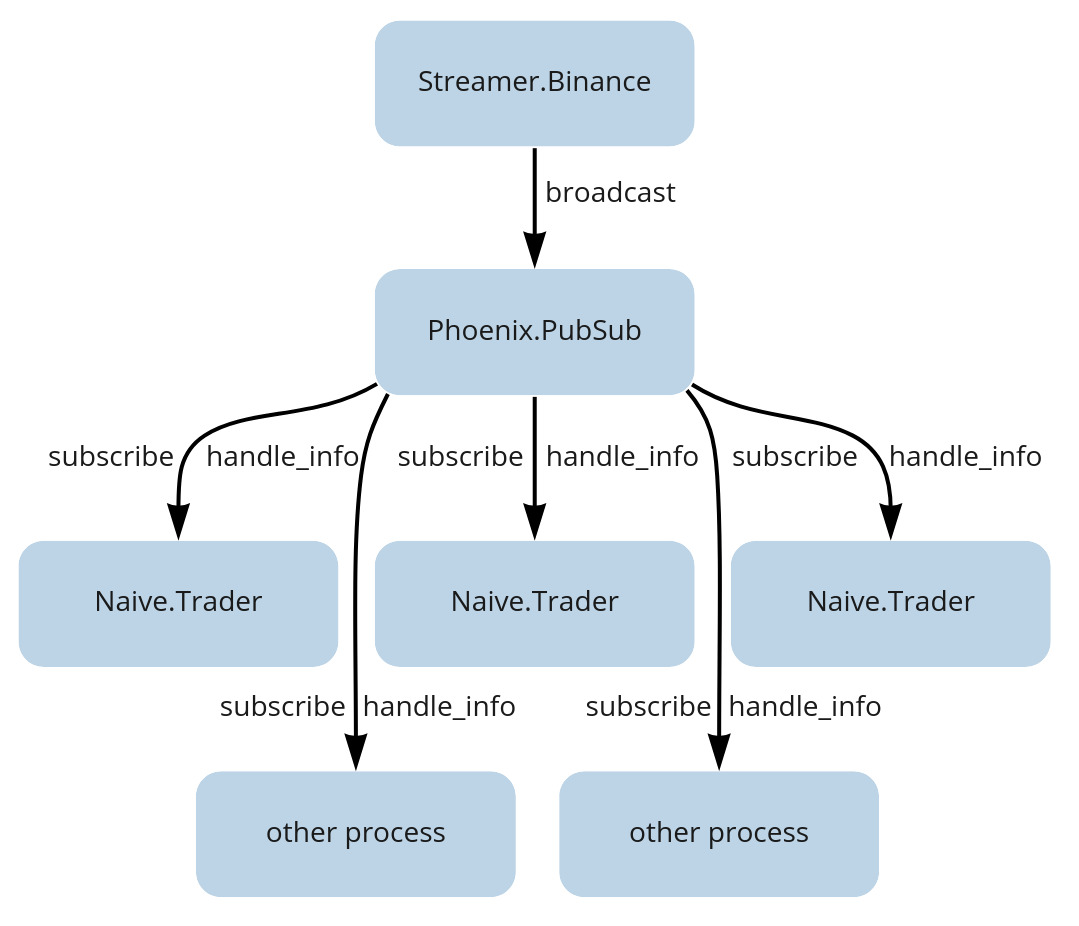 Streamer.Binance
broadcast
Phoenix.PubSub
subscribe handle_info subscribe handle_info subscribe handle_info
Naive.Trader Naive.Trader Naive.Trader
subscribe handle_info subscribe handle_info
other process other process